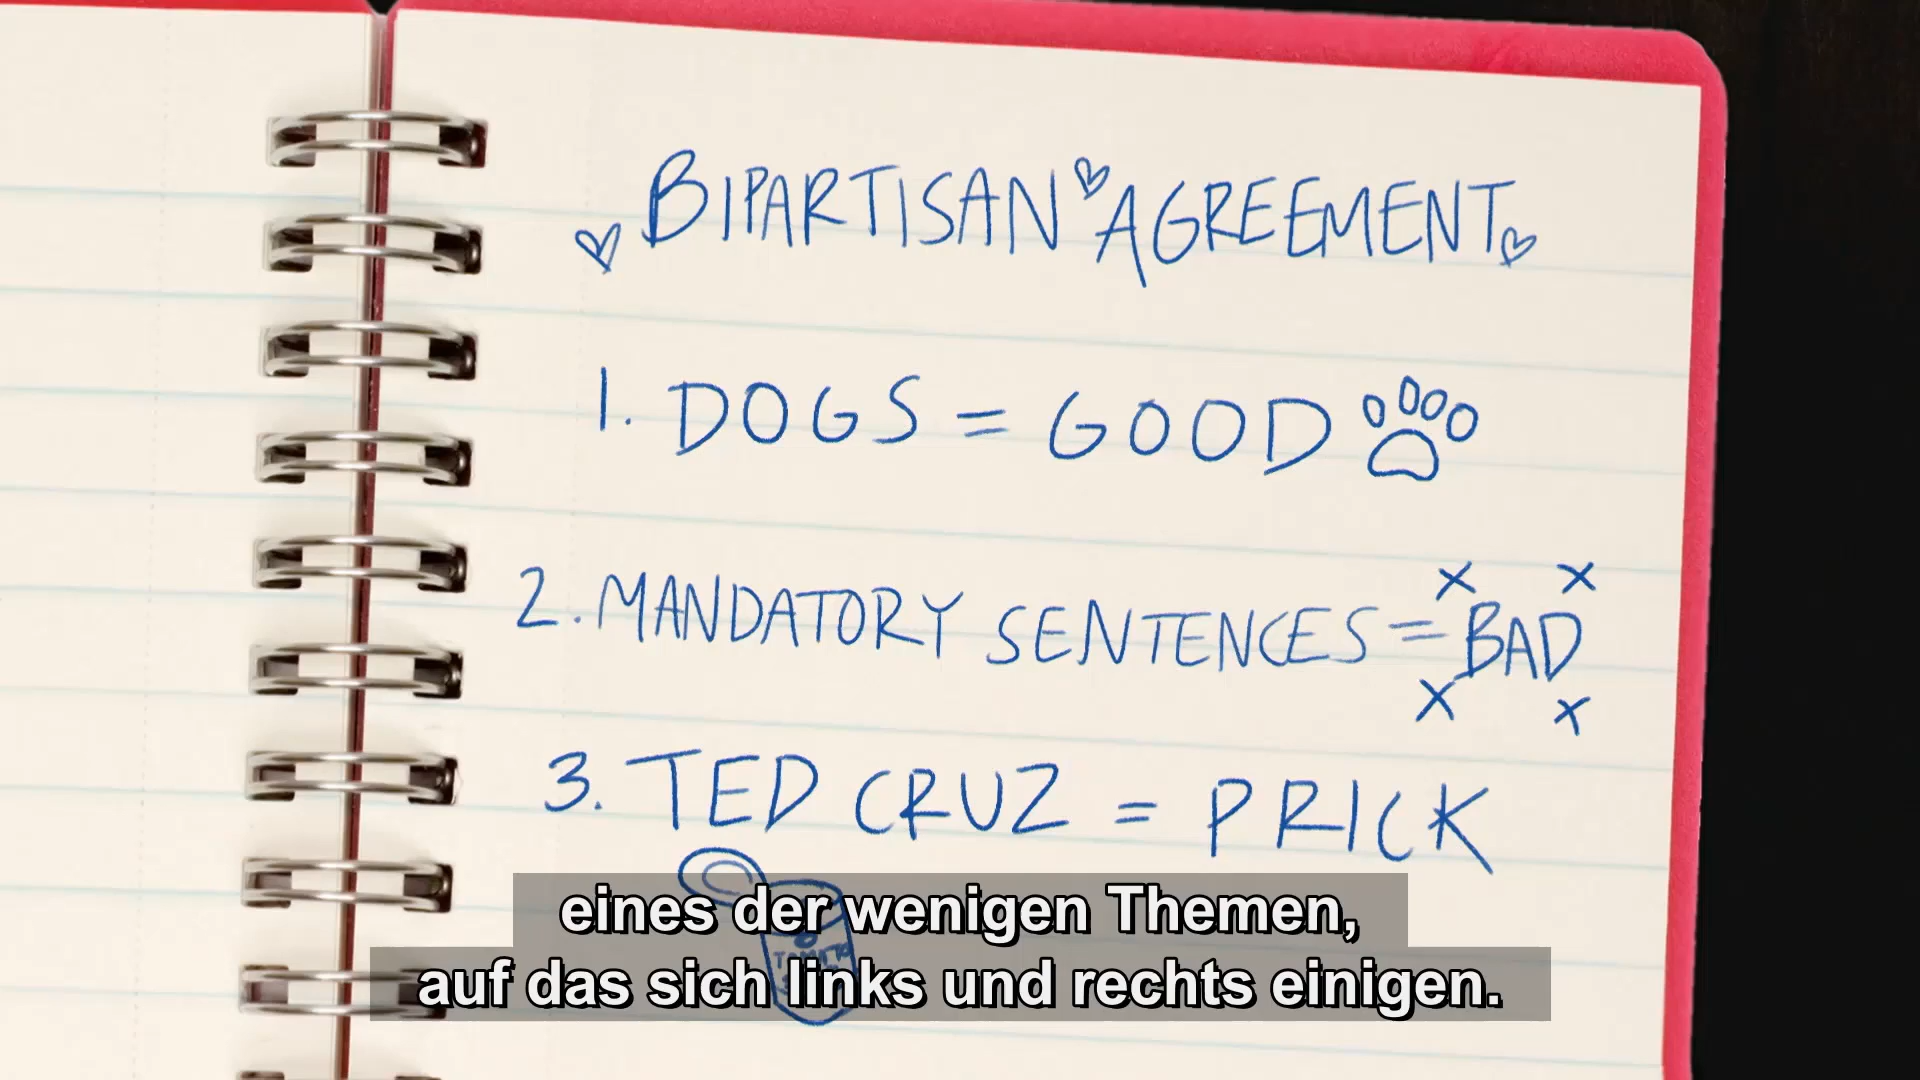 BIPARTISAN AGREEMENT
1. DOGS = GOOD
2. MANDATORY SENTENCES = BAD
3. TED CRUZ = PRICK
eines der wenigen Themen,
auf das sich links und rechts einigen.